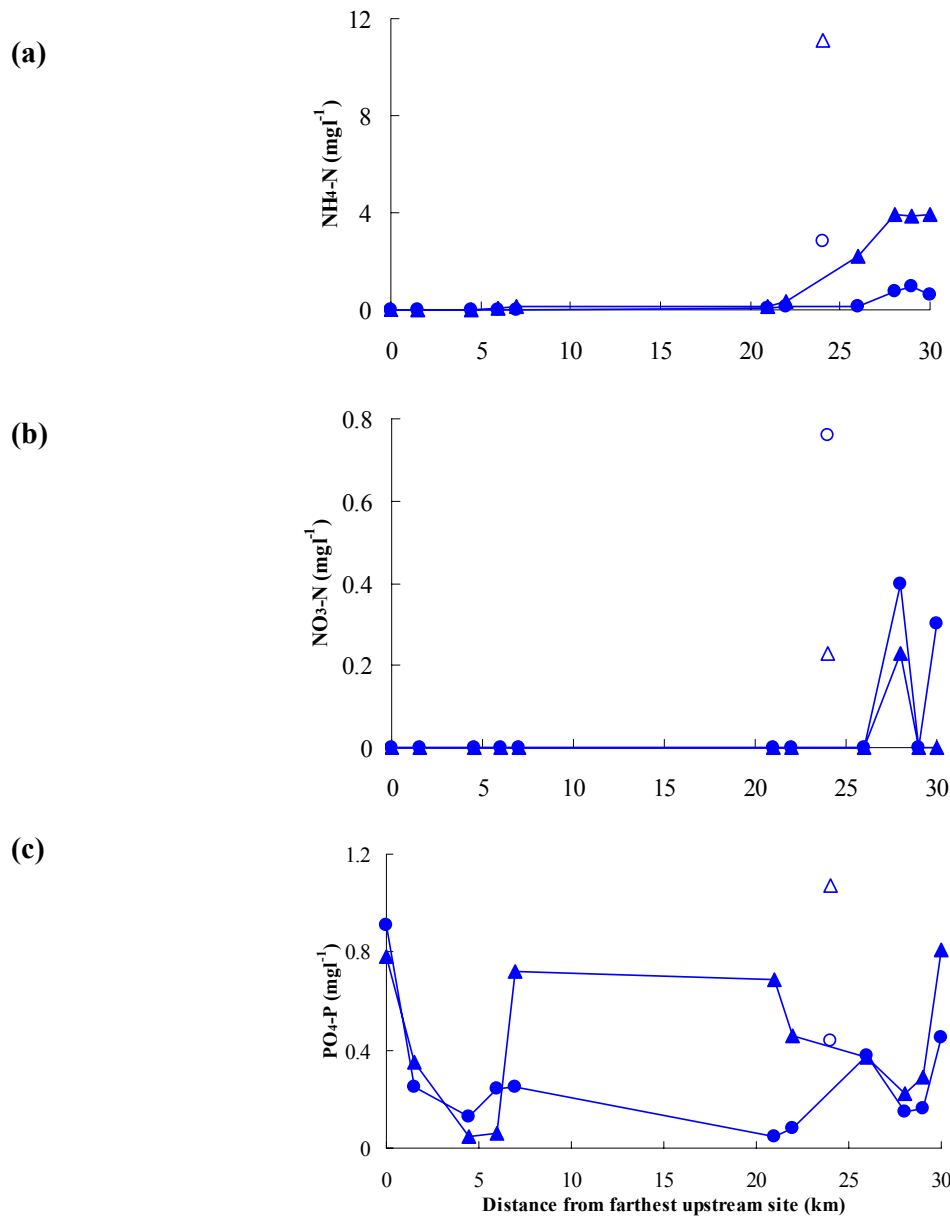 (a)
NH4-N (mgl-1)
12
8
4
0
0 5 10 15 20 25 30
(b)
NO3-N (mgl-1)
0.8
0.6
0.4
0.2
0
0 5 10 15 20 25 30
(c)
PO4-P (mgl-1)
1.2
0.8
0.4
0
0 5 10 15 20 25 30
Distance from farthest upstream site (km)